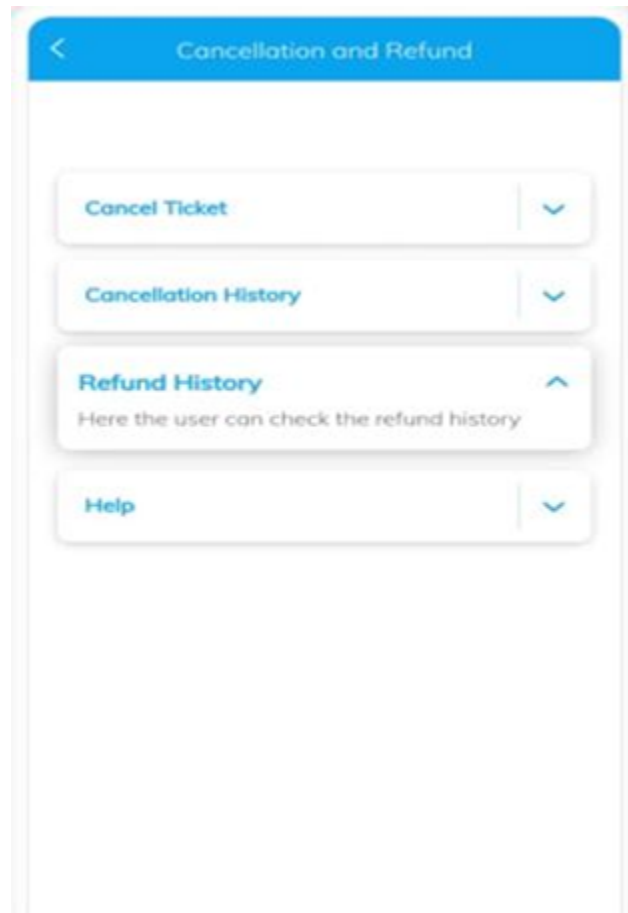 Cancellation and Refund
Cancel Ticket
Cancellation History
Refund History
Here the user can check the refund history
Help